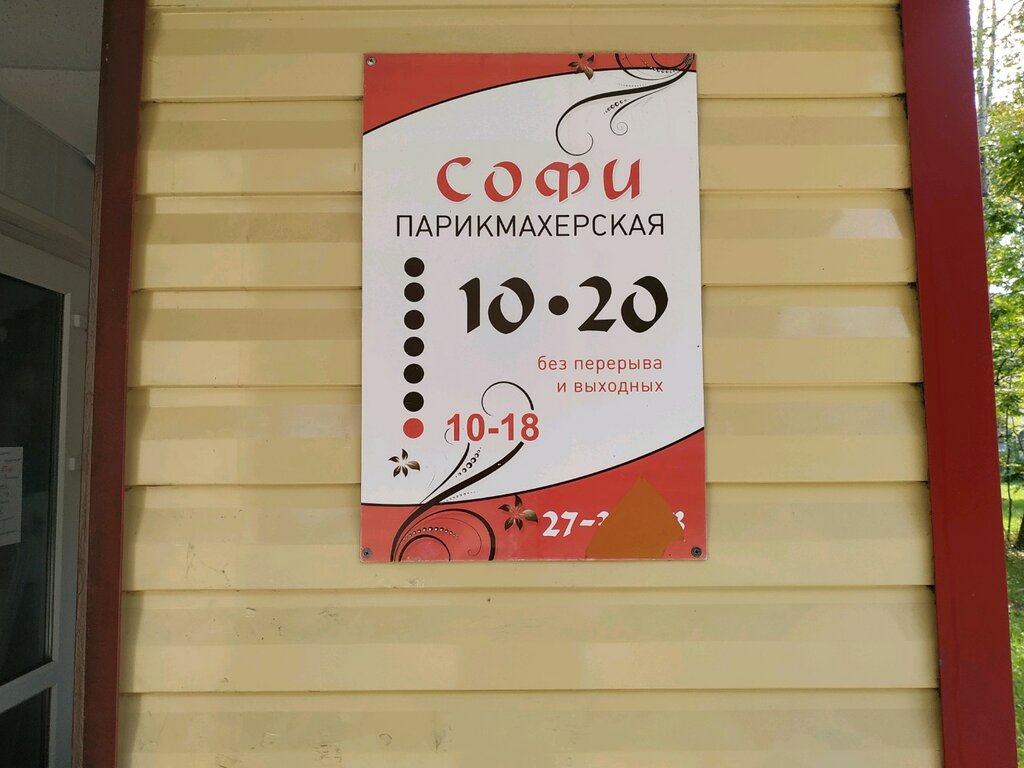 СОФИ
ПАРИКМАХЕРСКАЯ
10•20
без перерыва
и выходных
10-18